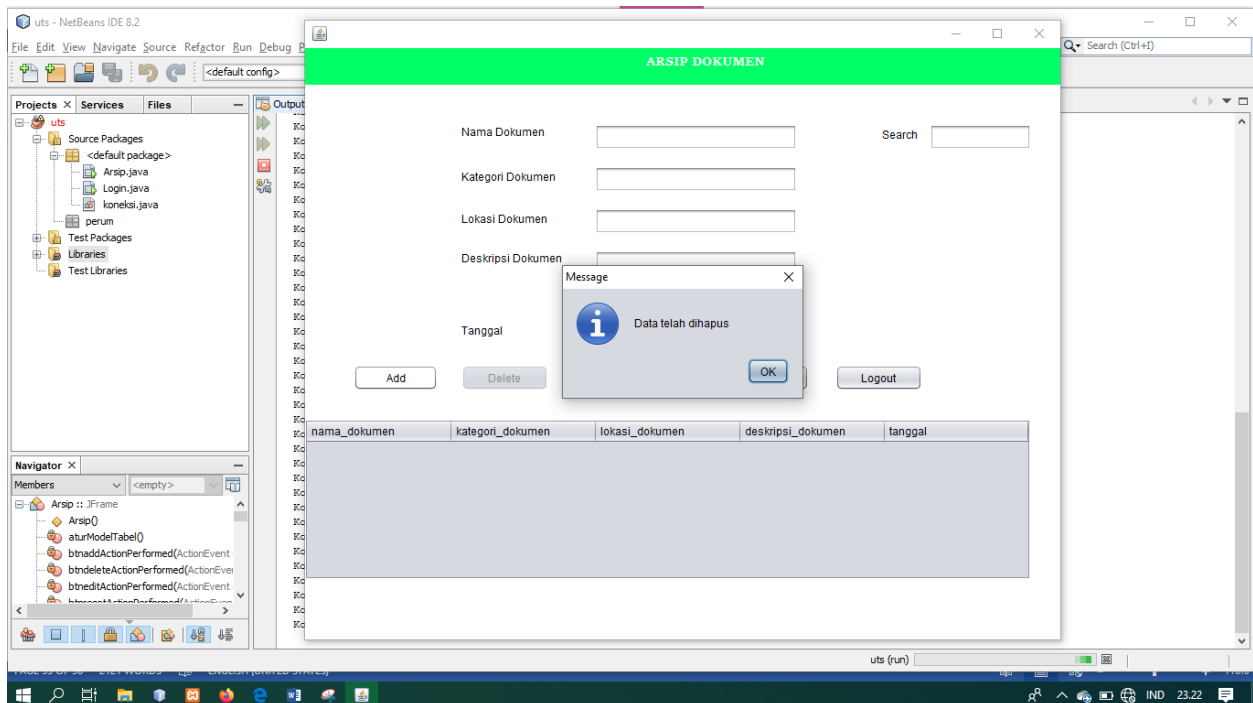 uts - NetBeans IDE 8.2
File Edit View Navigate Source Refactor Run Debug P
Search (Ctrl+I)
<default config>
ARSIP DOKUMEN
Projects Services Files
Output
uts
Source Packages
<default package>
Arsip.java
Login.java
koneksi.java
perum
Test Packages
Libraries
Test Libraries
Nama Dokumen
Search
Kategori Dokumen
Lokasi Dokumen
Deskripsi Dokumen
Message
Data telah dihapus
OK
Tanggal
Add Delete Logout
nama_dokumen kategori_dokumen lokasi_dokumen deskripsi_dokumen tanggal
Navigator
Members <empty>
Arsip :: JFrame
Arsip()
aturModelTabel()
btnaddActionPerformed(ActionEvent
btndeleteActionPerformed(ActionEve
btneditActionPerformed(ActionEvent
uts (run)
IND 23.22